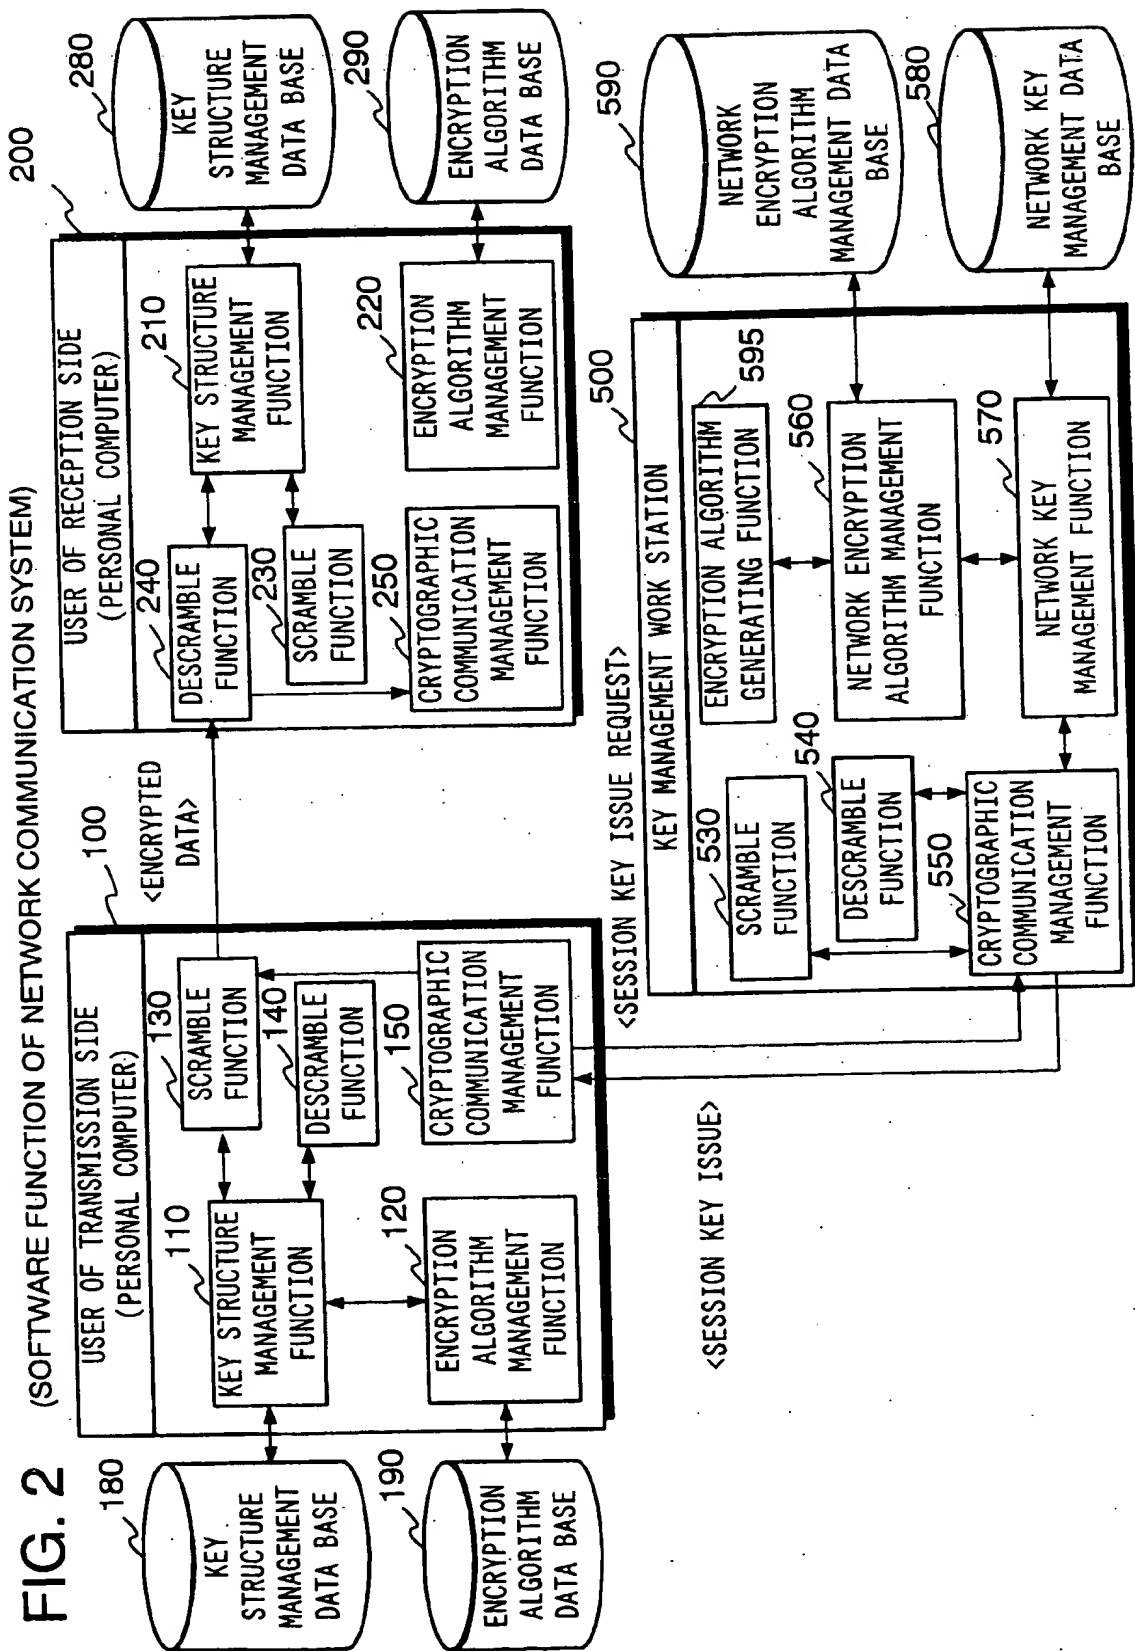 FIG. 2
(SOFTWARE FUNCTION OF NETWORK COMMUNICATION SYSTEM)
100
USER OF TRANSMISSION SIDE
(PERSONAL COMPUTER)
180
KEY
STRUCTURE
MANAGEMENT
DATA BASE
190
ENCRYPTION
ALGORITHM
DATA BASE
110
KEY STRUCTURE
MANAGEMENT
FUNCTION
120
ENCRYPTION
ALGORITHM
MANAGEMENT
FUNCTION
130
SCRAMBLE
FUNCTION
140
DESCRAMBLE
FUNCTION
150
CRYPTOGRAPHIC
COMMUNICATION
MANAGEMENT
FUNCTION
<ENCRYPTED
DATA>
200
USER OF RECEPTION SIDE
(PERSONAL COMPUTER)
240
DESCRAMBLE
FUNCTION
230
SCRAMBLE
FUNCTION
250
CRYPTOGRAPHIC
COMMUNICATION
MANAGEMENT
FUNCTION
210
KEY STRUCTURE
MANAGEMENT
FUNCTION
220
ENCRYPTION
ALGORITHM
MANAGEMENT
FUNCTION
280
KEY
STRUCTURE
MANAGEMENT
DATA BASE
290
ENCRYPTION
ALGORITHM
DATA BASE
<SESSION KEY ISSUE REQUEST>
<SESSION KEY ISSUE>
500
KEY MANAGEMENT WORK STATION
530
SCRAMBLE
FUNCTION
540
DESCRAMBLE
FUNCTION
550
CRYPTOGRAPHIC
COMMUNICATION
MANAGEMENT
FUNCTION
595
ENCRYPTION ALGORITHM
GENERATING FUNCTION
560
NETWORK ENCRYPTION
ALGORITHM MANAGEMENT
FUNCTION
570
NETWORK KEY
MANAGEMENT FUNCTION
590
NETWORK
ENCRYPTION
ALGORITHM
MANAGEMENT DATA
BASE
580
NETWORK KEY
MANAGEMENT DATA
BASE